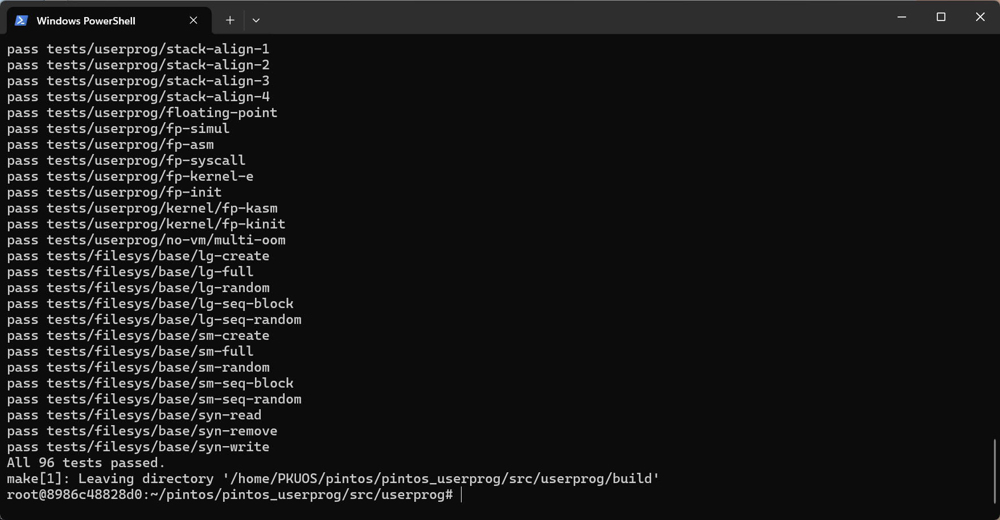 Windows PowerShell
pass tests/userprog/stack-align-1
pass tests/userprog/stack-align-2
pass tests/userprog/stack-align-3
pass tests/userprog/stack-align-4
pass tests/userprog/floating-point
pass tests/userprog/fp-simul
pass tests/userprog/fp-asm
pass tests/userprog/fp-syscall
pass tests/userprog/fp-kernel-e
pass tests/userprog/fp-init
pass tests/userprog/kernel/fp-kasm
pass tests/userprog/kernel/fp-kinit
pass tests/userprog/no-vm/multi-oom
pass tests/filesys/base/lg-create
pass tests/filesys/base/lg-full
pass tests/filesys/base/lg-random
pass tests/filesys/base/lg-seq-block
pass tests/filesys/base/lg-seq-random
pass tests/filesys/base/sm-create
pass tests/filesys/base/sm-full
pass tests/filesys/base/sm-random
pass tests/filesys/base/sm-seq-block
pass tests/filesys/base/sm-seq-random
pass tests/filesys/base/syn-read
pass tests/filesys/base/syn-remove
pass tests/filesys/base/syn-write
All 96 tests passed.
make[1]: Leaving directory '/home/PKUOS/pintos/pintos_userprog/src/userprog/build'
root@8986c48828d0:~/pintos/pintos_userprog/src/userprog#